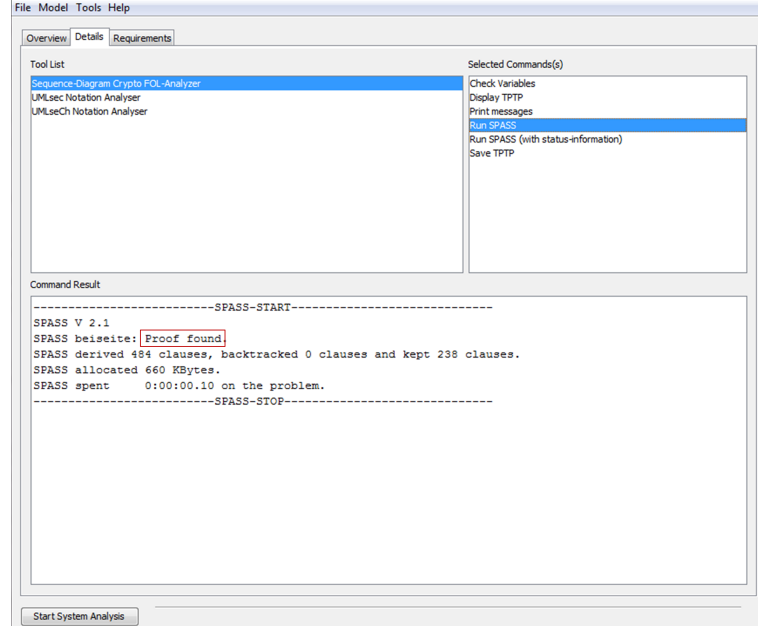 File Model Tools Help
Overview Details Requirements
Tool List
Sequence-Diagram Crypto FOL-Analyzer
UMLsec Notation Analyser
UMLseCh Notation Analyser
Selected Commands(s)
Check Variables
Display TPTP
Print messages
Run SPASS
Run SPASS (with status-information)
Save TPTP
Command Result
--------------------------SPASS-START-----------------------------
SPASS V 2.1
SPASS beiseite: Proof found.
SPASS derived 484 clauses, backtracked 0 clauses and kept 238 clauses.
SPASS allocated 660 KBytes.
SPASS spent     0:00:00.10 on the problem.
--------------------------SPASS-STOP------------------------------
Start System Analysis